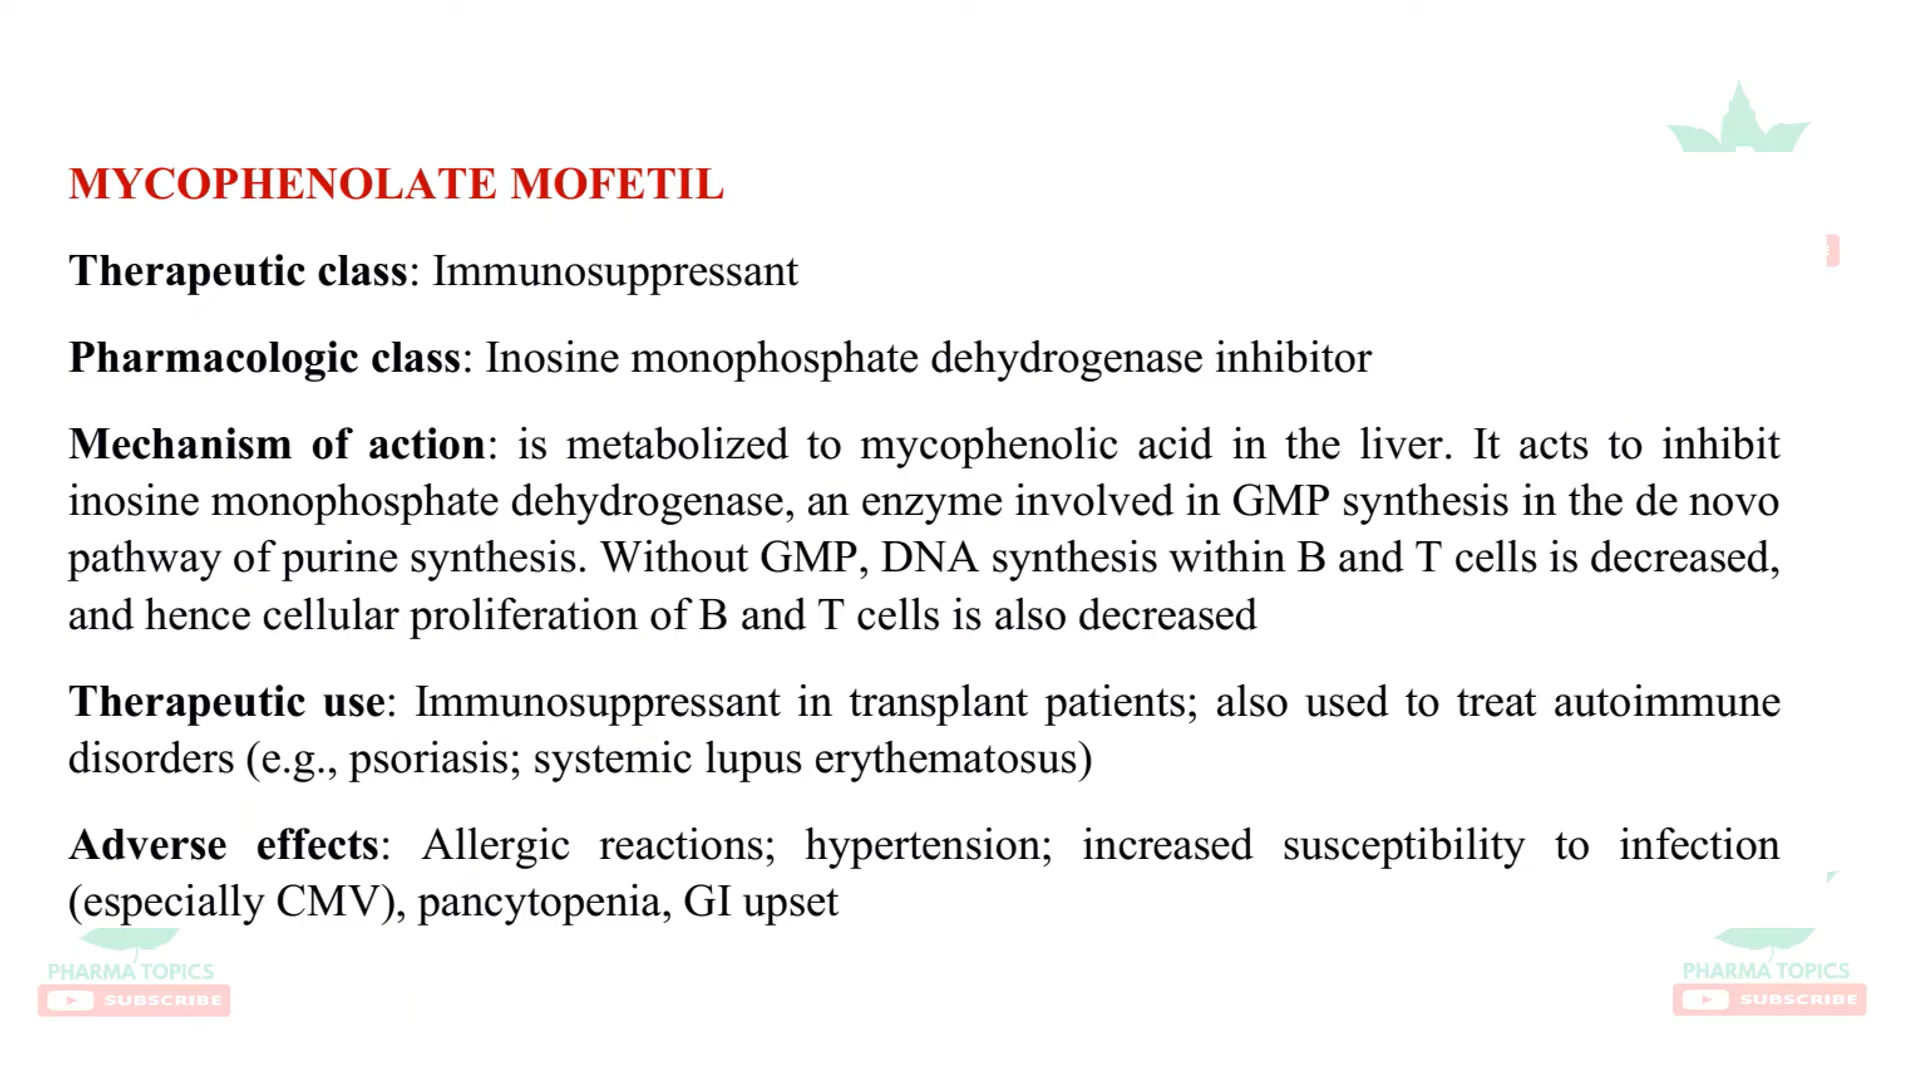 MYCOPHENOLATE MOFETIL
Therapeutic class: Immunosuppressant
Pharmacologic class: Inosine monophosphate dehydrogenase inhibitor
Mechanism of action: is metabolized to mycophenolic acid in the liver. It acts to inhibit
inosine monophosphate dehydrogenase, an enzyme involved in GMP synthesis in the de novo
pathway of purine synthesis. Without GMP, DNA synthesis within B and T cells is decreased,
and hence cellular proliferation of B and T cells is also decreased
Therapeutic use: Immunosuppressant in transplant patients; also used to treat autoimmune
disorders (e.g., psoriasis; systemic lupus erythematosus)
Adverse effects: Allergic reactions; hypertension; increased susceptibility to infection
(especially CMV), pancytopenia, GI upset
PHARMA TOPICS
SUBSCRIBE
PHARMA TOPICS
SUBSCRIBE